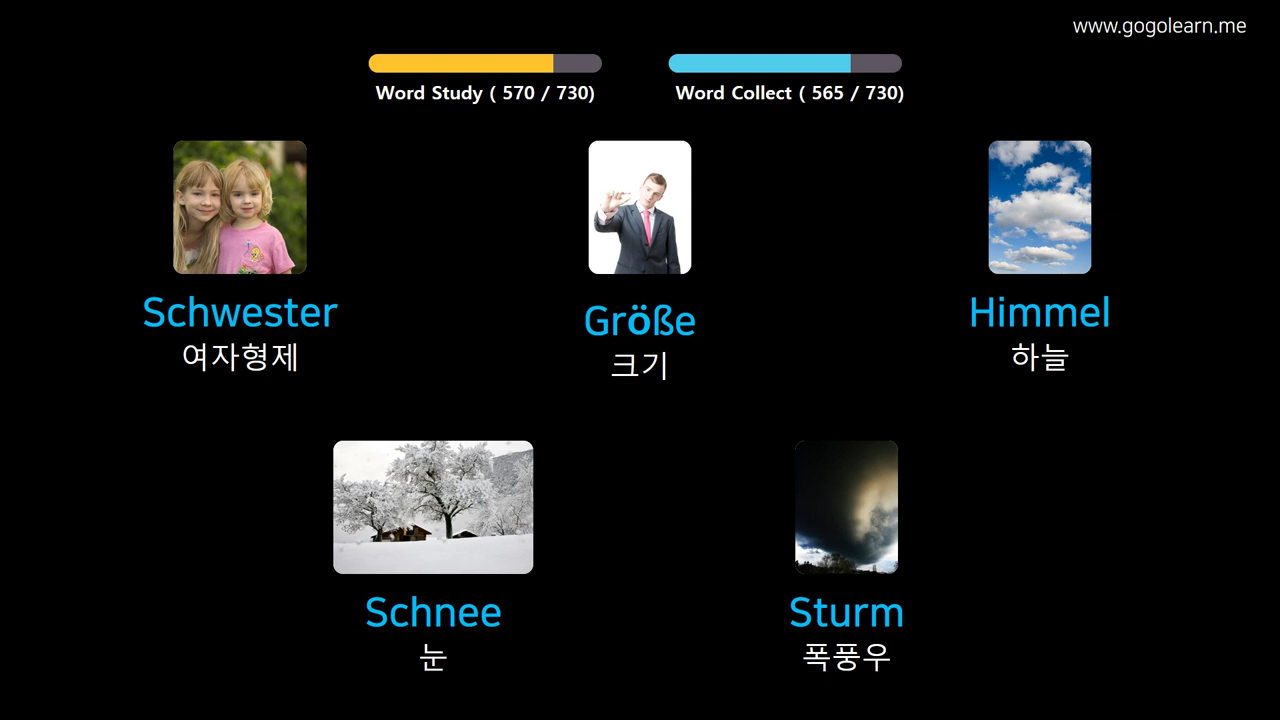 www.gogolearn.me
Word Study ( 570 / 730)
Word Collect ( 565 / 730)
Schwester
여자형제
Größe
크기
Himmel
하늘
Schnee
눈
Sturm
폭풍우